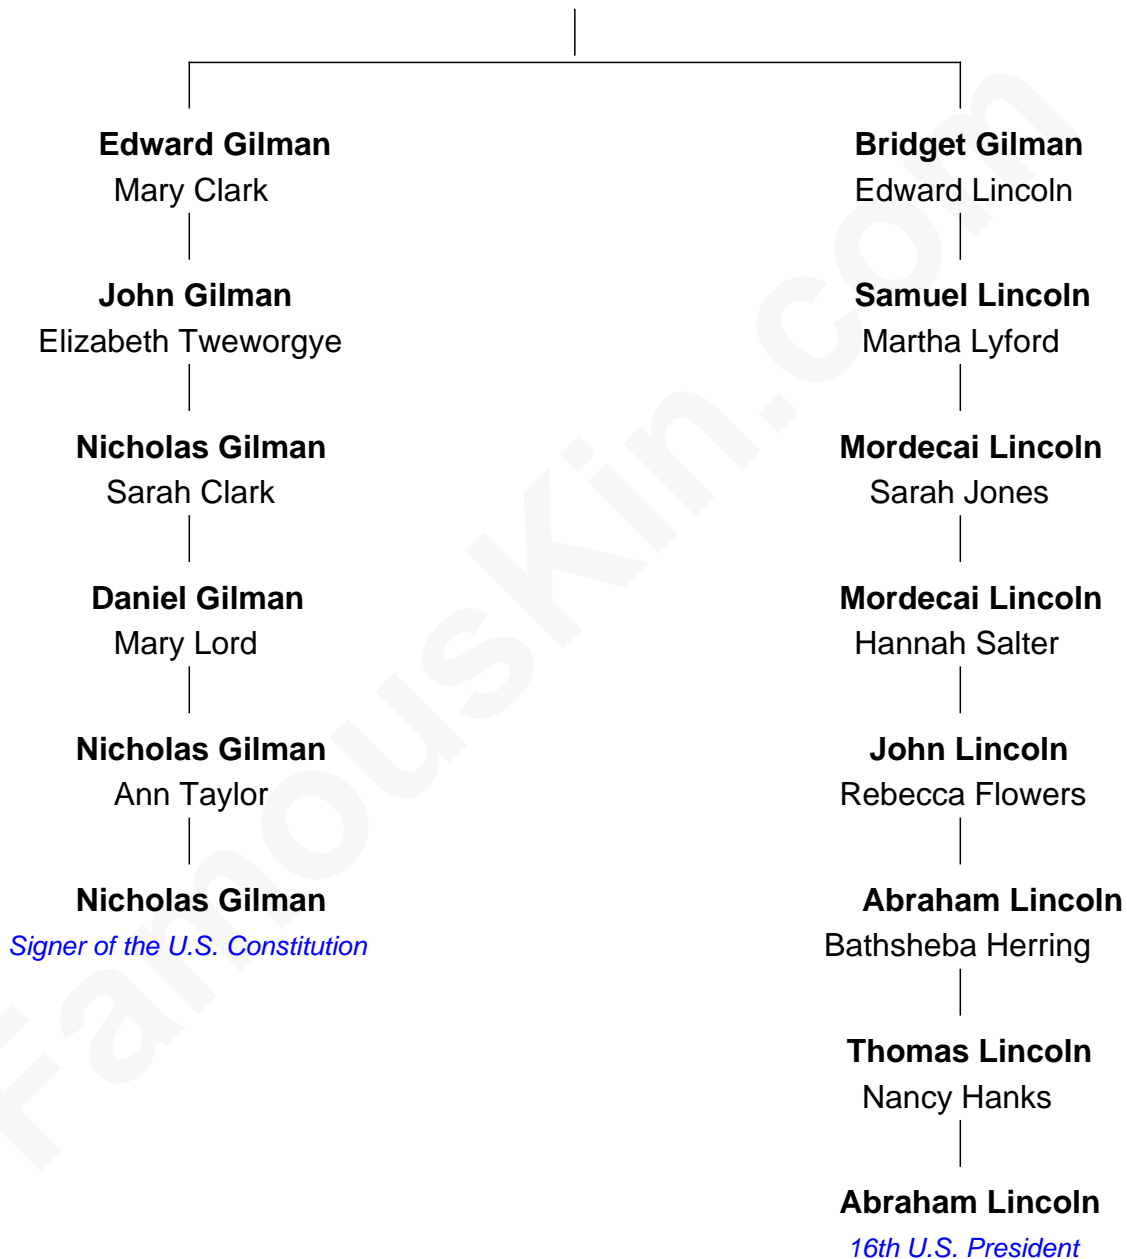 Edward Gilman
Mary Clark
John Gilman
Elizabeth Tweworgye
Nicholas Gilman
Sarah Clark
Daniel Gilman
Mary Lord
Nicholas Gilman
Ann Taylor
Nicholas Gilman
Signer of the U.S. Constitution
Bridget Gilman
Edward Lincoln
Samuel Lincoln
Martha Lyford
Mordecai Lincoln
Sarah Jones
Mordecai Lincoln
Hannah Salter
John Lincoln
Rebecca Flowers
Abraham Lincoln
Bathsheba Herring
Thomas Lincoln
Nancy Hanks
Abraham Lincoln
16th U.S. President
FamousKin.com